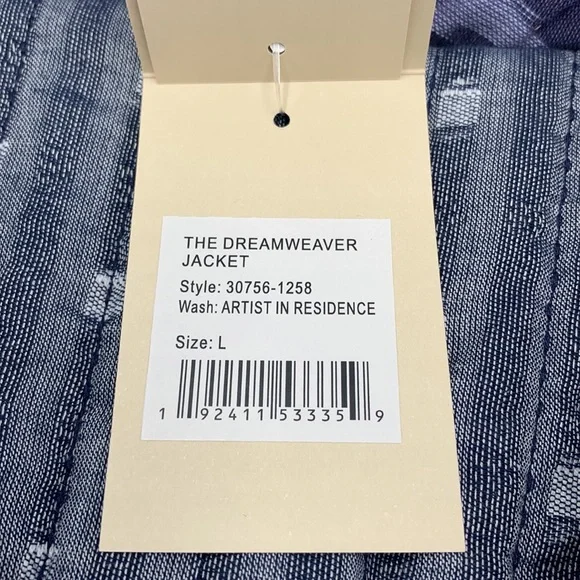 THE DREAMWEAVER
JACKET
Style: 30756-1258
Wash: ARTIST IN RESIDENCE
Size: L
1 92411 53335 9